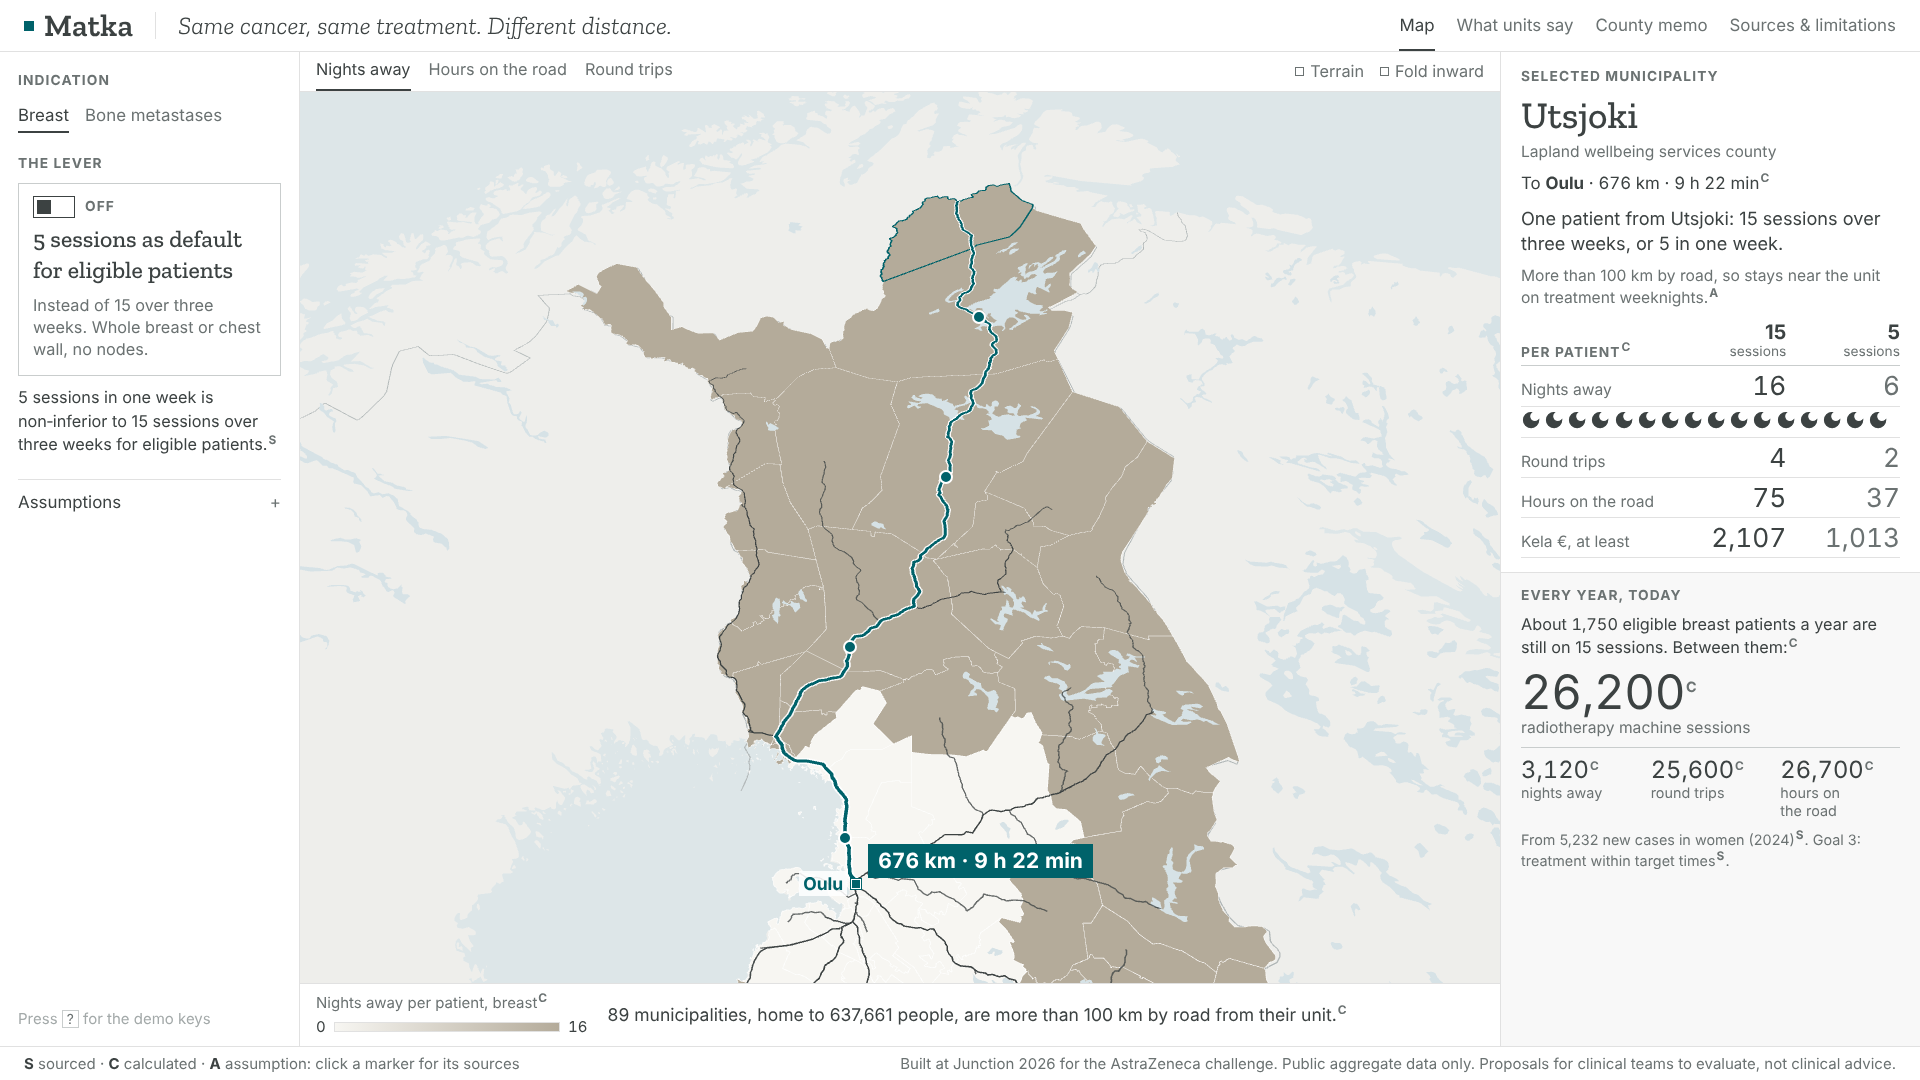 Matka
Same cancer, same treatment. Different distance.
Map What units say County memo Sources & limitations
INDICATION
Breast Bone metastases
THE LEVER
OFF
5 sessions as default
for eligible patients
Instead of 15 over three
weeks. Whole breast or chest
wall, no nodes.
5 sessions in one week is
non-inferior to 15 sessions over
three weeks for eligible patients.S
Assumptions +
Press ? for the demo keys
Nights away Hours on the road Round trips
Terrain Fold inward
676 km · 9 h 22 min
Oulu
Nights away per patient, breastC
0 16
89 municipalities, home to 637,661 people, are more than 100 km by road from their unit.C
SELECTED MUNICIPALITY
Utsjoki
Lapland wellbeing services county
To Oulu · 676 km · 9 h 22 minC
One patient from Utsjoki: 15 sessions over
three weeks, or 5 in one week.
More than 100 km by road, so stays near the unit
on treatment weeknights.A
PER PATIENTC 15 sessions 5 sessions
Nights away 16 6
Round trips 4 2
Hours on the road 75 37
Kela €, at least 2,107 1,013
EVERY YEAR, TODAY
About 1,750 eligible breast patients a year are
still on 15 sessions. Between them:C
26,200C
radiotherapy machine sessions
3,120C 25,600C 26,700C
nights away round trips hours on
the road
From 5,232 new cases in women (2024)S. Goal 3:
treatment within target timesS.
S sourced · C calculated · A assumption: click a marker for its sources
Built at Junction 2026 for the AstraZeneca challenge. Public aggregate data only. Proposals for clinical teams to evaluate, not clinical advice.